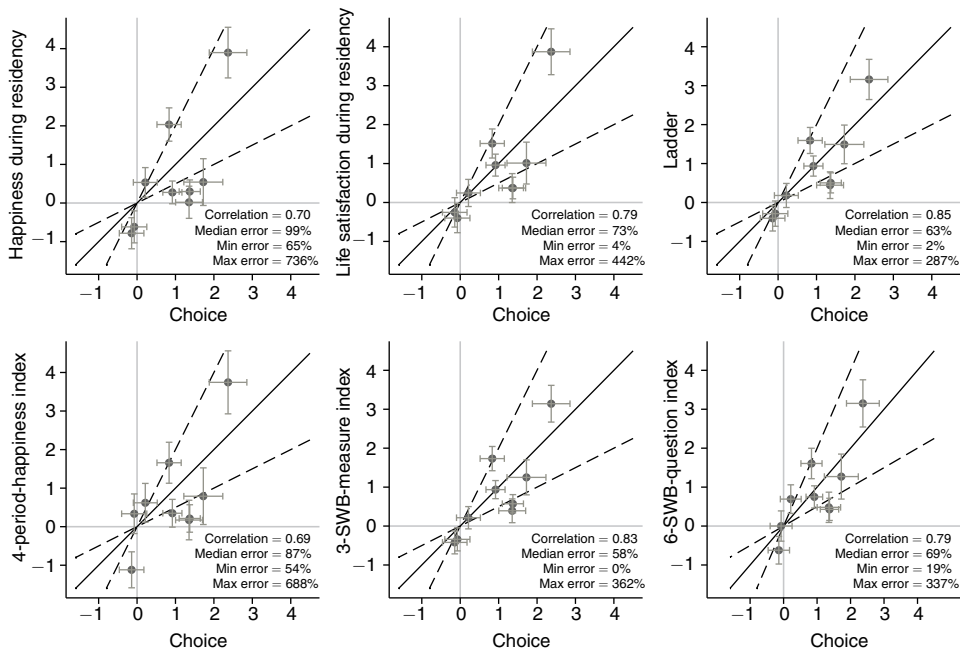 Happiness during residency
4
3
2
1
0
−1
Correlation = 0.70
Median error = 99%
Min error = 65%
Max error = 736%
−1 0 1 2 3 4
Choice
Life satisfaction during residency
4
3
2
1
0
−1
Correlation = 0.79
Median error = 73%
Min error = 4%
Max error = 442%
−1 0 1 2 3 4
Choice
Ladder
4
3
2
1
0
−1
Correlation = 0.85
Median error = 63%
Min error = 2%
Max error = 287%
−1 0 1 2 3 4
Choice
4-period-happiness index
4
3
2
1
0
−1
Correlation = 0.69
Median error = 87%
Min error = 54%
Max error = 688%
−1 0 1 2 3 4
Choice
3-SWB-measure index
4
3
2
1
0
−1
Correlation = 0.83
Median error = 58%
Min error = 0%
Max error = 362%
−1 0 1 2 3 4
Choice
6-SWB-question index
4
3
2
1
0
−1
Correlation = 0.79
Median error = 69%
Min error = 19%
Max error = 337%
−1 0 1 2 3 4
Choice